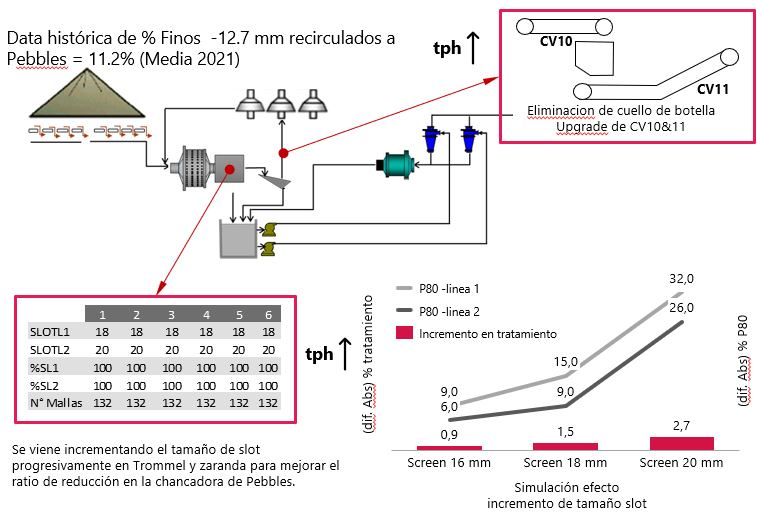 Data histórica de % Finos -12.7 mm recirculados a
Pebbles = 11.2% (Media 2021)
tph
CV10
CV11
Eliminacion de cuello de botella
Upgrade de CV10&11
1 2 3 4 5 6
SLOTL1 18 18 18 18 18 18
SLOTL2 20 20 20 20 20 20
%SL1 100 100 100 100 100 100
%SL2 100 100 100 100 100 100
N° Mallas 132 132 132 132 132 132
tph
Se viene incrementando el tamaño de slot
progresivamente en Trommel y zaranda para mejorar el
ratio de reducción en la chancadora de Pebbles.
(dif. Abs) % tratamiento
P80 -linea 1
P80 -linea 2
Incremento en tratamiento
32,0
26,0
15,0
9,0
9,0
6,0
0,9
1,5
2,7
Screen 16 mm Screen 18 mm Screen 20 mm
(dif. Abs) % P80
Simulación efecto
incremento de tamaño slot